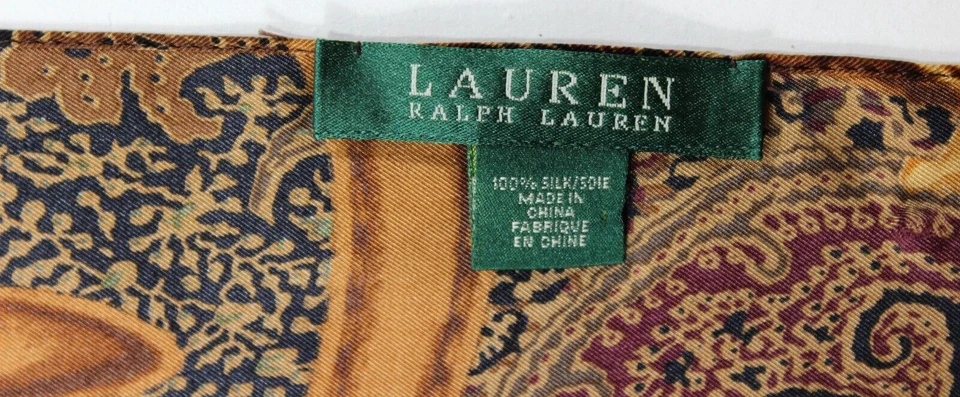 LAUREN
RALPH LAUREN
100% SILK/SOIE
MADE IN
CHINA
FABRIQUE
EN CHINE